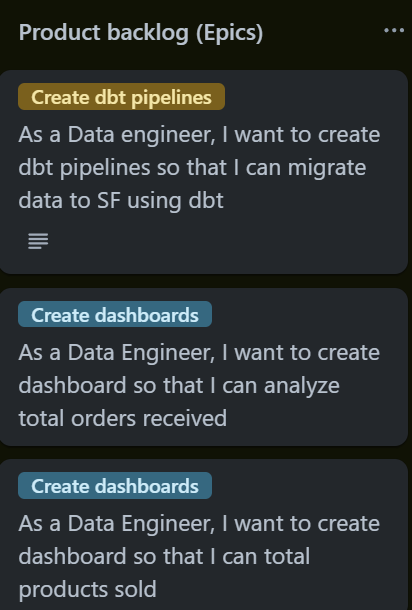 Product backlog (Epics)
Create dbt pipelines
As a Data engineer, I want to create
dbt pipelines so that I can migrate
data to SF using dbt
Create dashboards
As a Data Engineer, I want to create
dashboard so that I can analyze
total orders received
Create dashboards
As a Data Engineer, I want to create
dashboard so that I can total
products sold